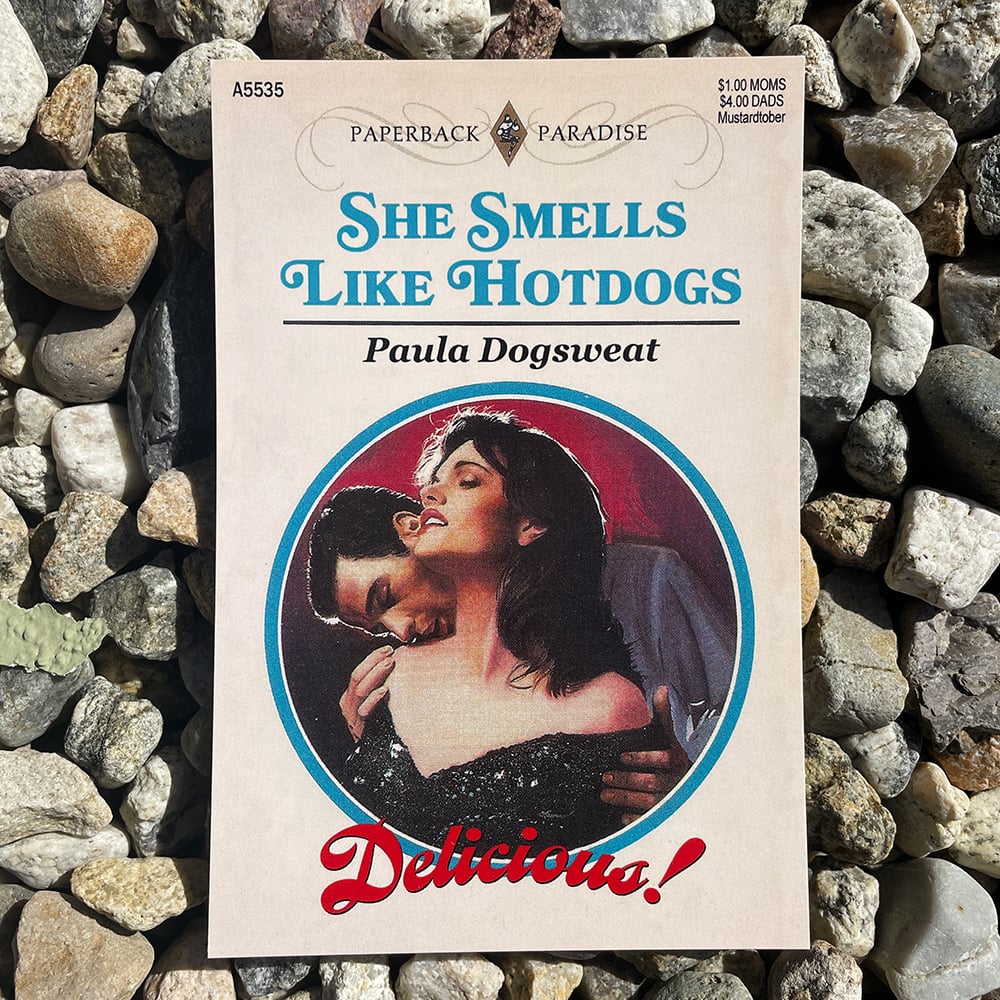 A5535
$1.00 MOMS
$4.00 DADS
Mustardtober
PAPERBACK PARADISE
SHE SMELLS
LIKE HOTDOGS
Paula Dogsweat
Delicious!